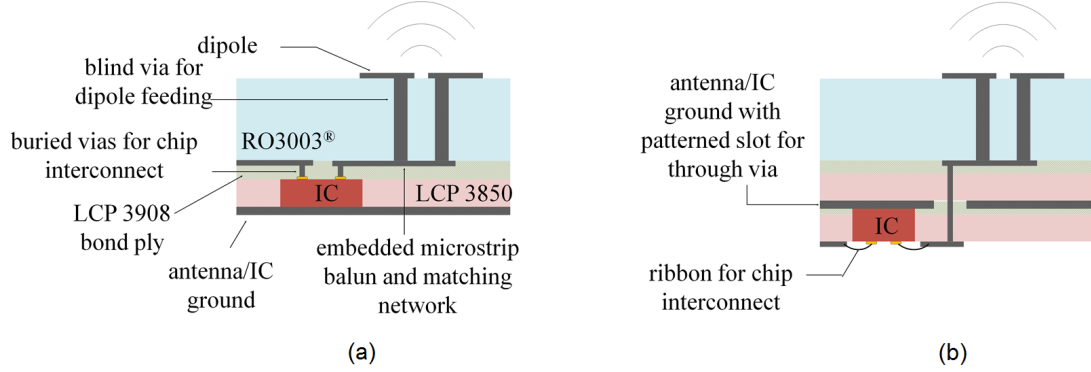 dipole
blind via for
dipole feeding
buried vias for chip
interconnect
RO3003®
IC
LCP 3850
LCP 3908
bond ply
antenna/IC
ground
embedded microstrip
balun and matching
network
(a)
antenna/IC
ground with
patterned slot for
through via
IC
ribbon for chip
interconnect
(b)